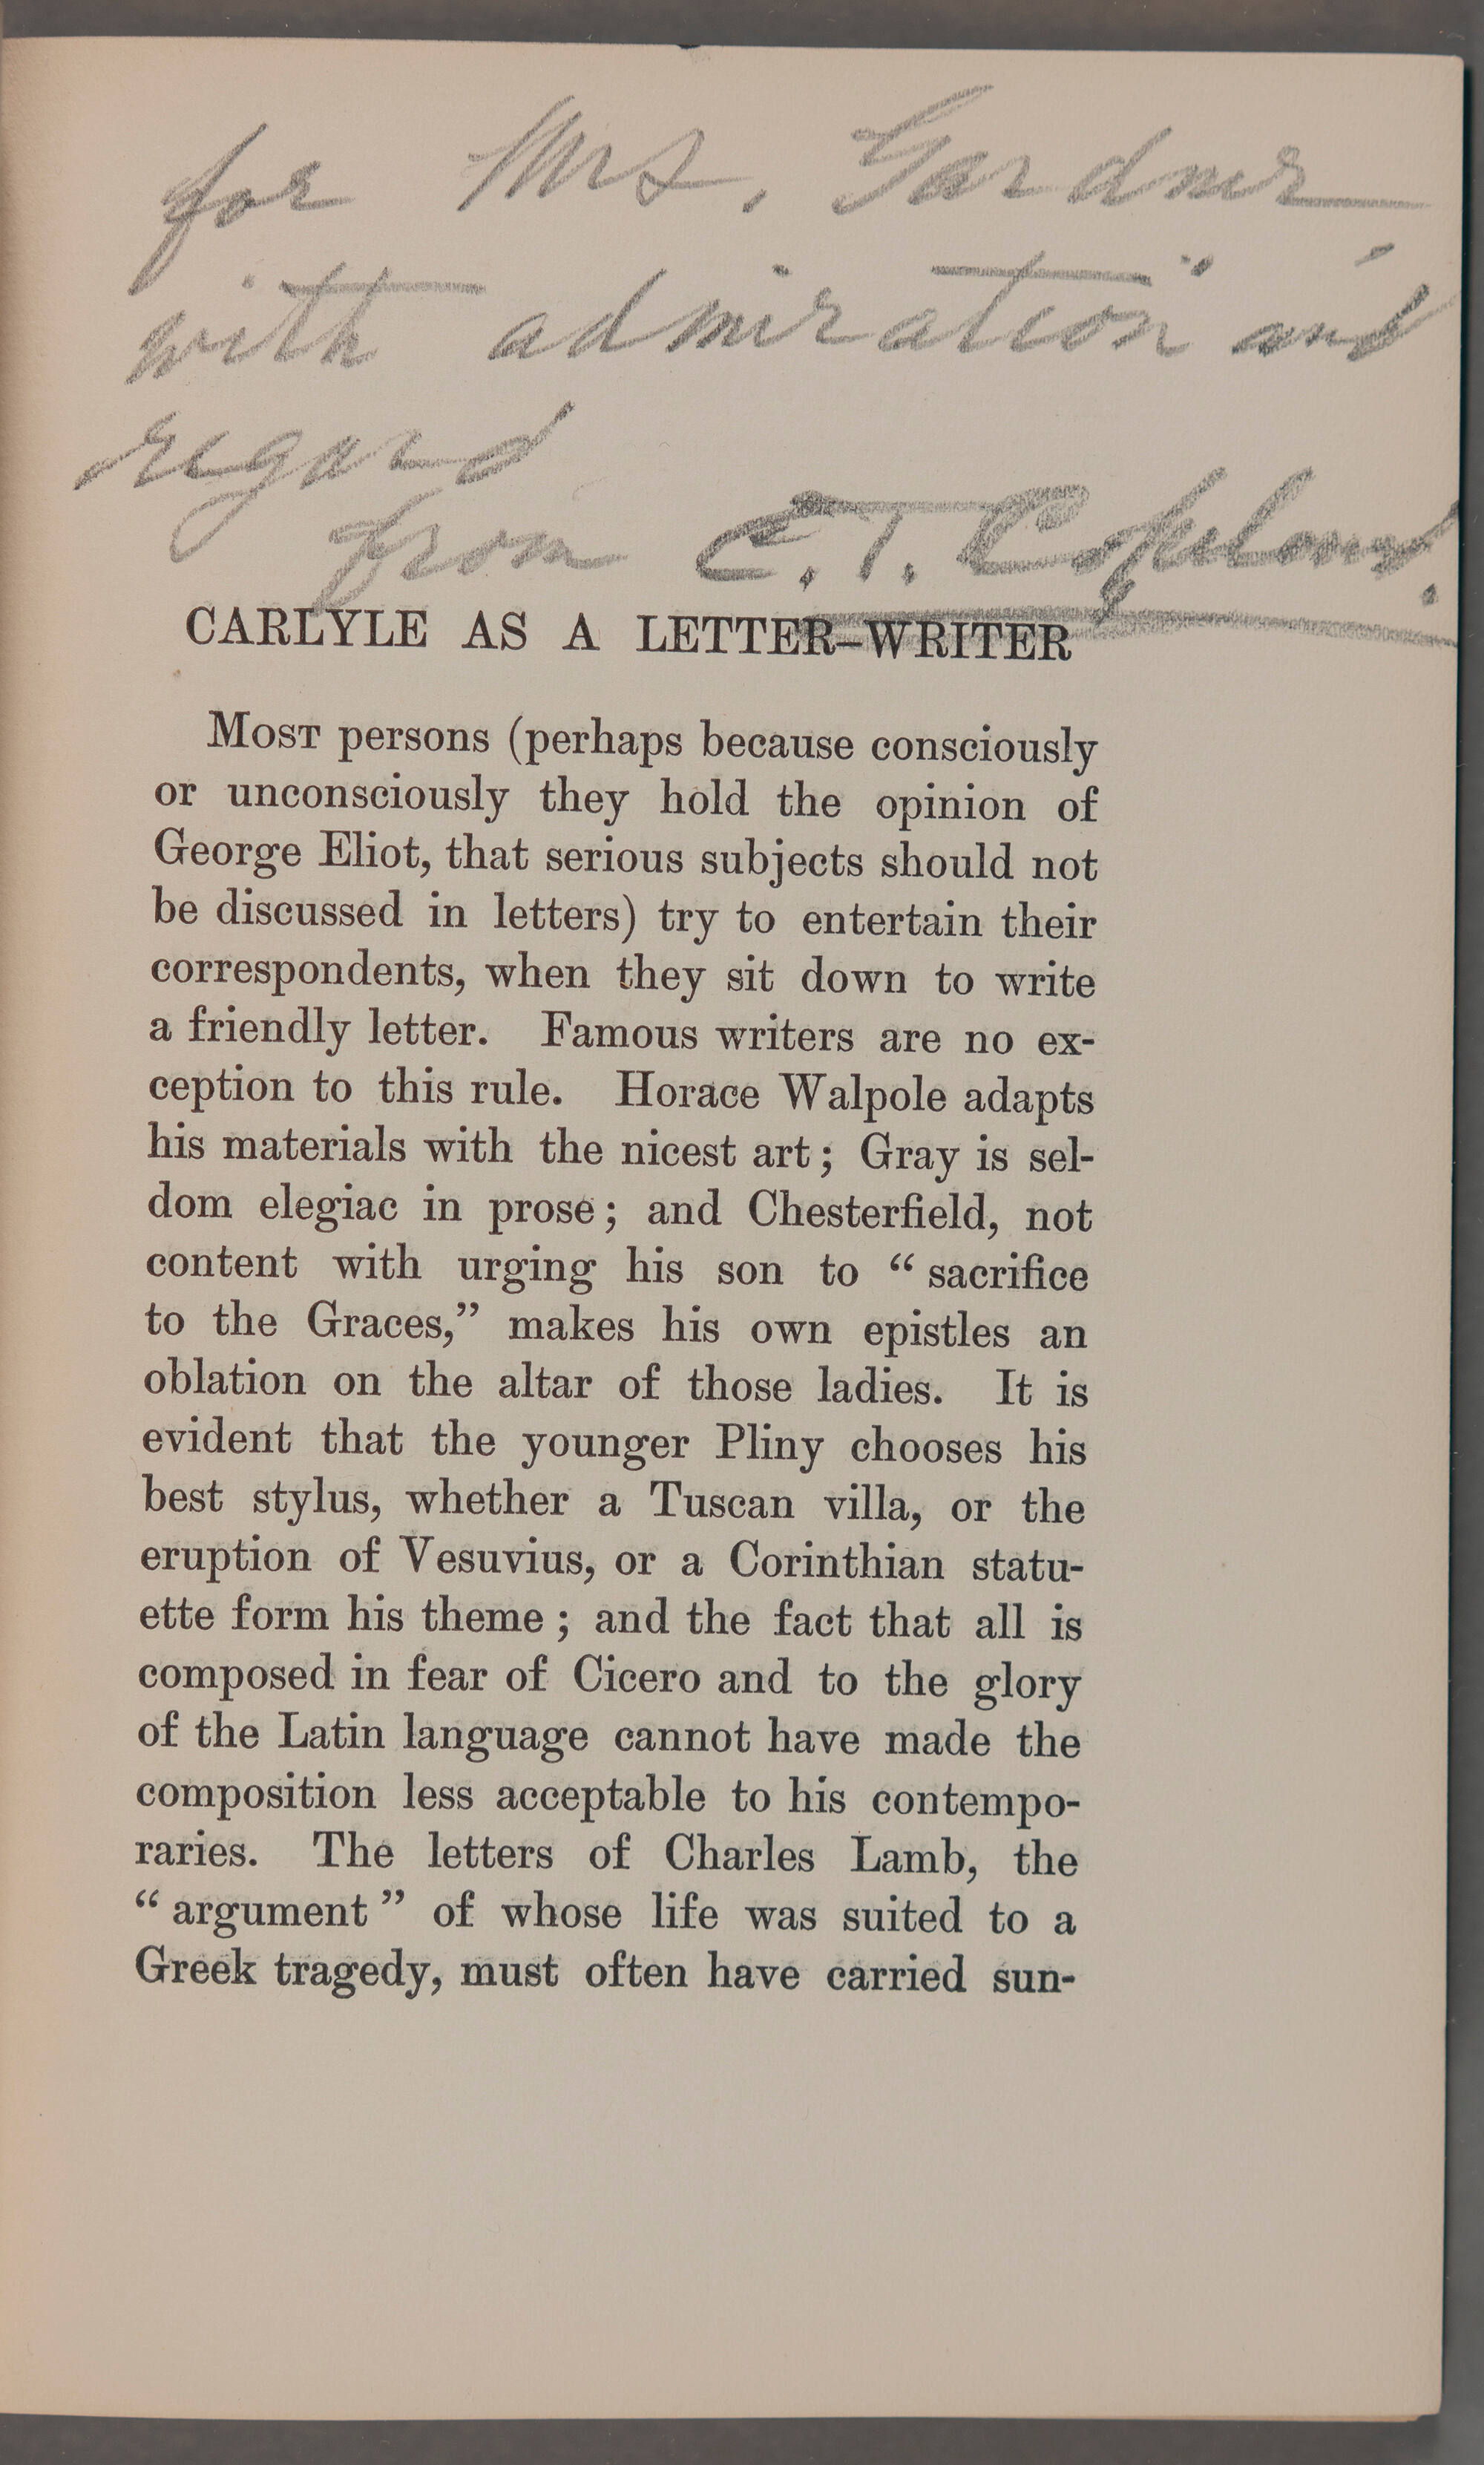 for Mrs. Gardner
with admiration and
regard
from C. T. Copeland.
CARLYLE AS A LETTER-WRITER
MOST persons (perhaps because consciously
or unconsciously they hold the opinion of
George Eliot, that serious subjects should not
be discussed in letters) try to entertain their
correspondents, when they sit down to write
a friendly letter. Famous writers are no ex-
ception to this rule. Horace Walpole adapts
his materials with the nicest art; Gray is sel-
dom elegiac in prose; and Chesterfield, not
content with urging his son to “ sacrifice
to the Graces,” makes his own epistles an
oblation on the altar of those ladies. It is
evident that the younger Pliny chooses his
best stylus, whether a Tuscan villa, or the
eruption of Vesuvius, or a Corinthian statu-
ette form his theme ; and the fact that all is
composed in fear of Cicero and to the glory
of the Latin language cannot have made the
composition less acceptable to his contempo-
raries. The letters of Charles Lamb, the
“ argument ” of whose life was suited to a
Greek tragedy, must often have carried sun-